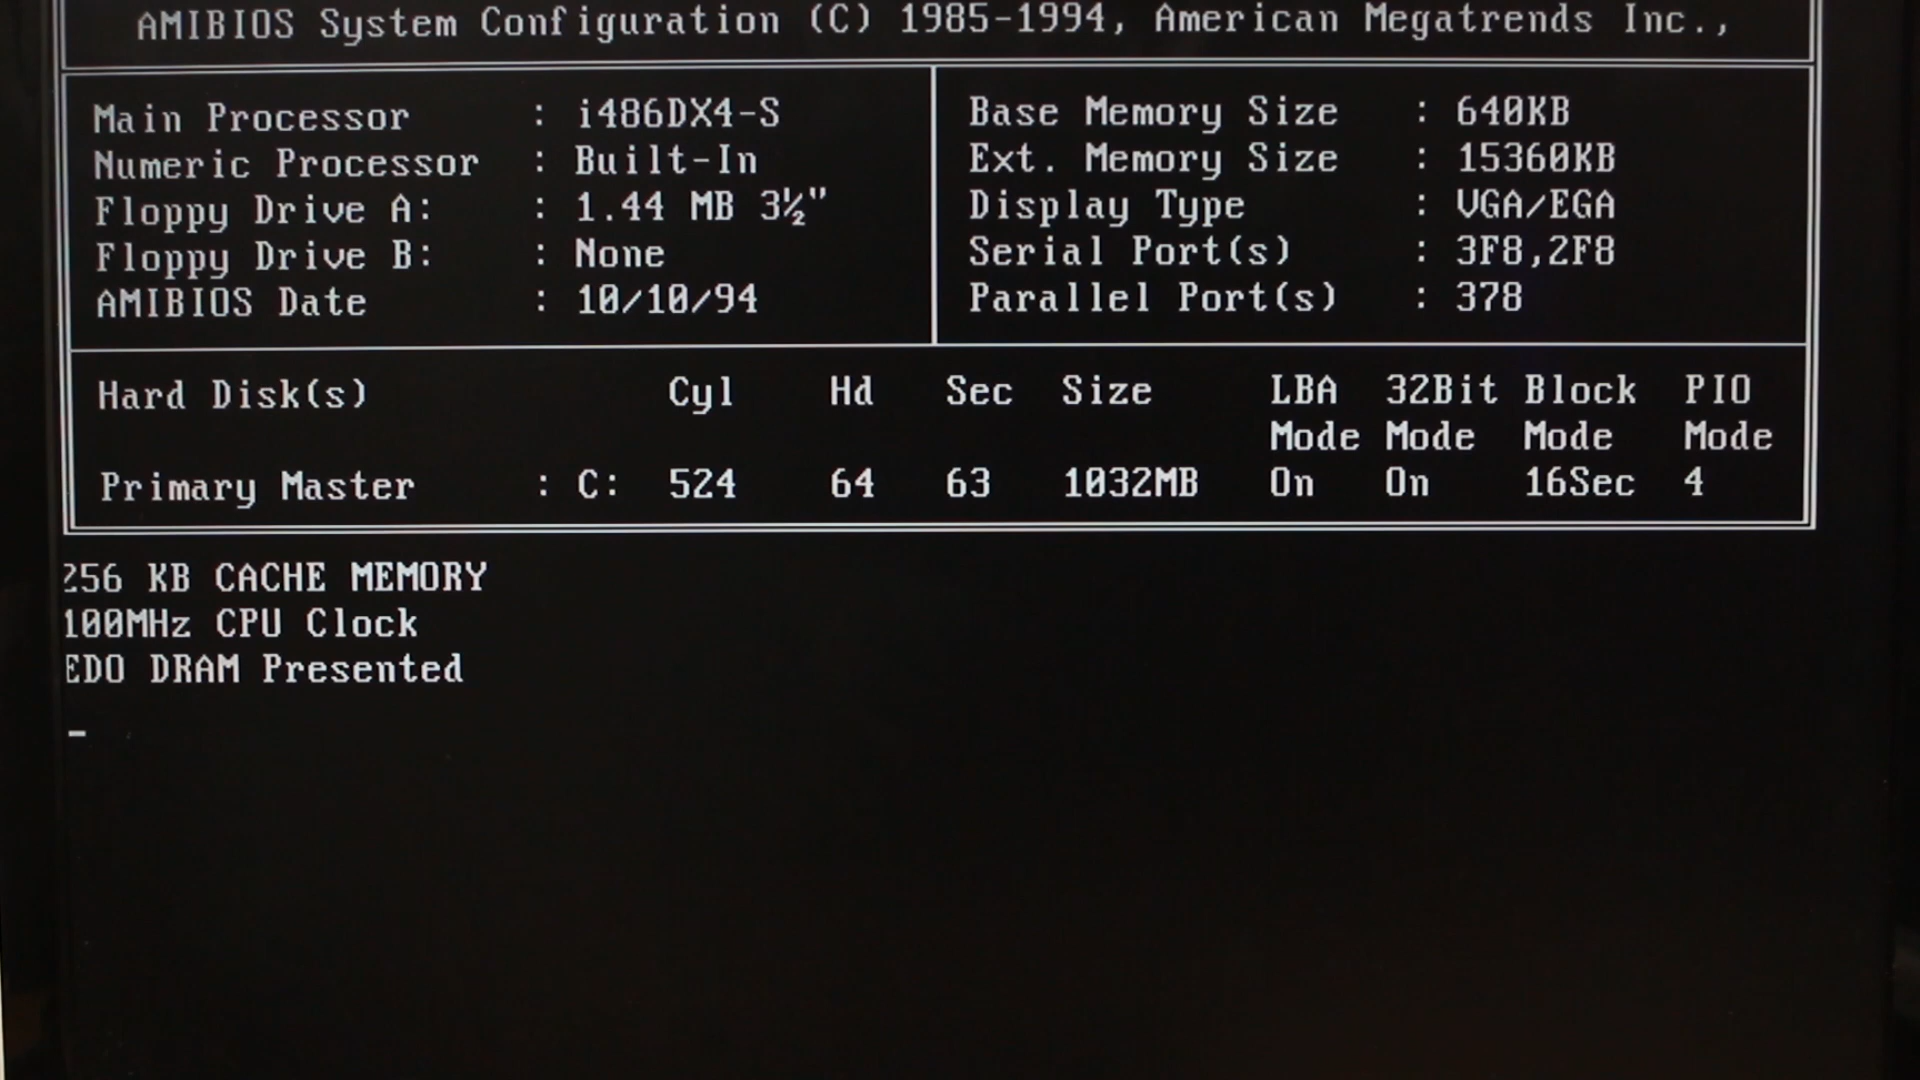 AMIBIOS System Configuration (C) 1985-1994, American Megatrends Inc.,
Main Processor : i486DX4-S Base Memory Size : 640KB
Numeric Processor : Built-In Ext. Memory Size : 15360KB
Floppy Drive A: : 1.44 MB 3½" Display Type : VGA/EGA
Floppy Drive B: : None Serial Port(s) : 3F8,2F8
AMIBIOS Date : 10/10/94 Parallel Port(s) : 378
Hard Disk(s) Cyl Hd Sec Size LBA 32Bit Block PIO
Mode Mode Mode Mode
Primary Master : C: 524 64 63 1032MB On On 16Sec 4
256 KB CACHE MEMORY
100MHz CPU Clock
EDO DRAM Presented
_